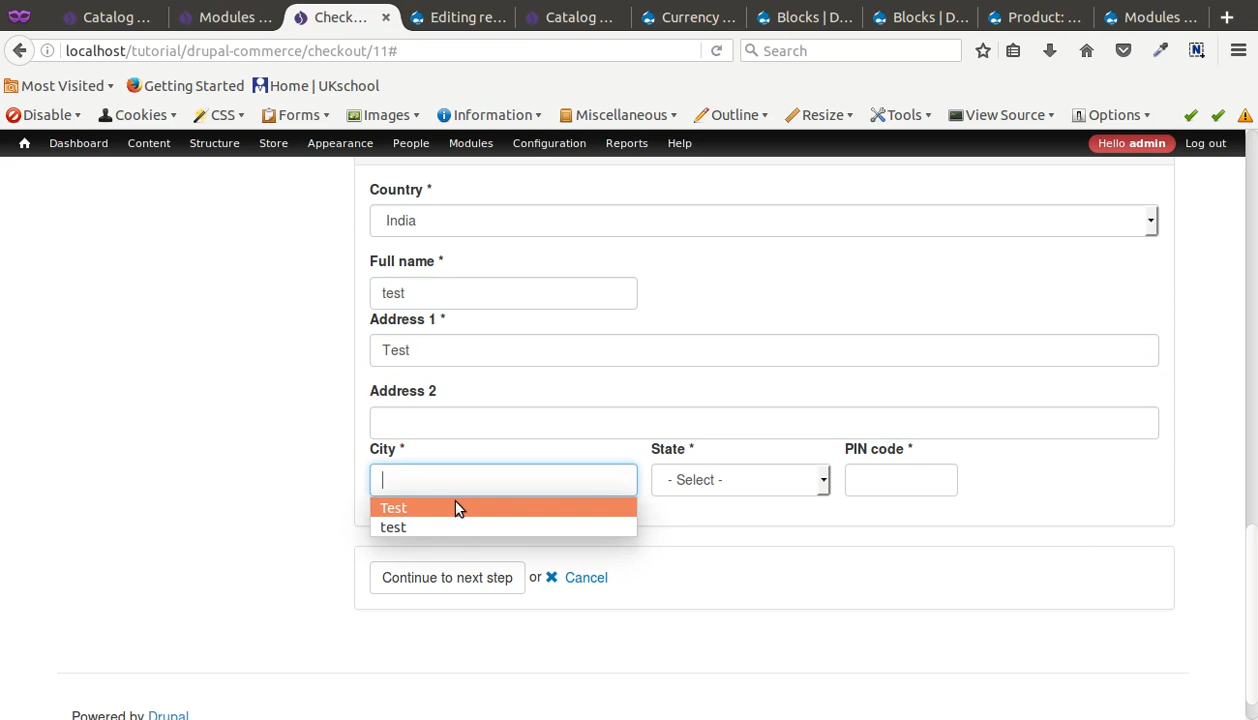 Catalog ...
Modules ...
Check...
Editing re...
Catalog ...
Currency ...
Blocks | D...
Blocks | D...
Product: ...
Modules ...
localhost/tutorial/drupal-commerce/checkout/11#
Search
Most Visited
Getting Started
Home | UKschool
Disable
Cookies
CSS
Forms
Images
Information
Miscellaneous
Outline
Resize
Tools
View Source
Options
Dashboard
Content
Structure
Store
Appearance
People
Modules
Configuration
Reports
Help
Hello admin
Log out
Country *
India
Full name *
test
Address 1 *
Test
Address 2
City *
State *
PIN code *
- Select -
Test
test
Continue to next step or Cancel
Powered by Drupal